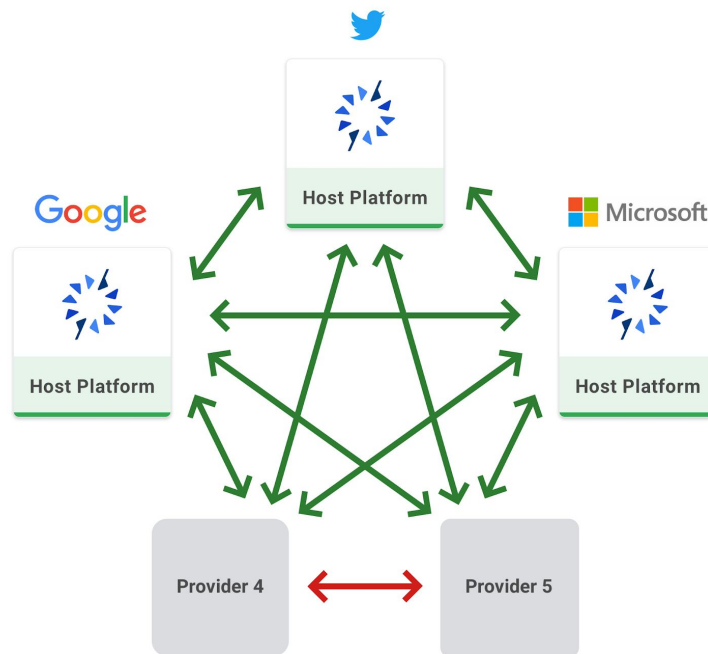 Host Platform
Google
Microsoft
Host Platform
Host Platform
Provider 4
Provider 5